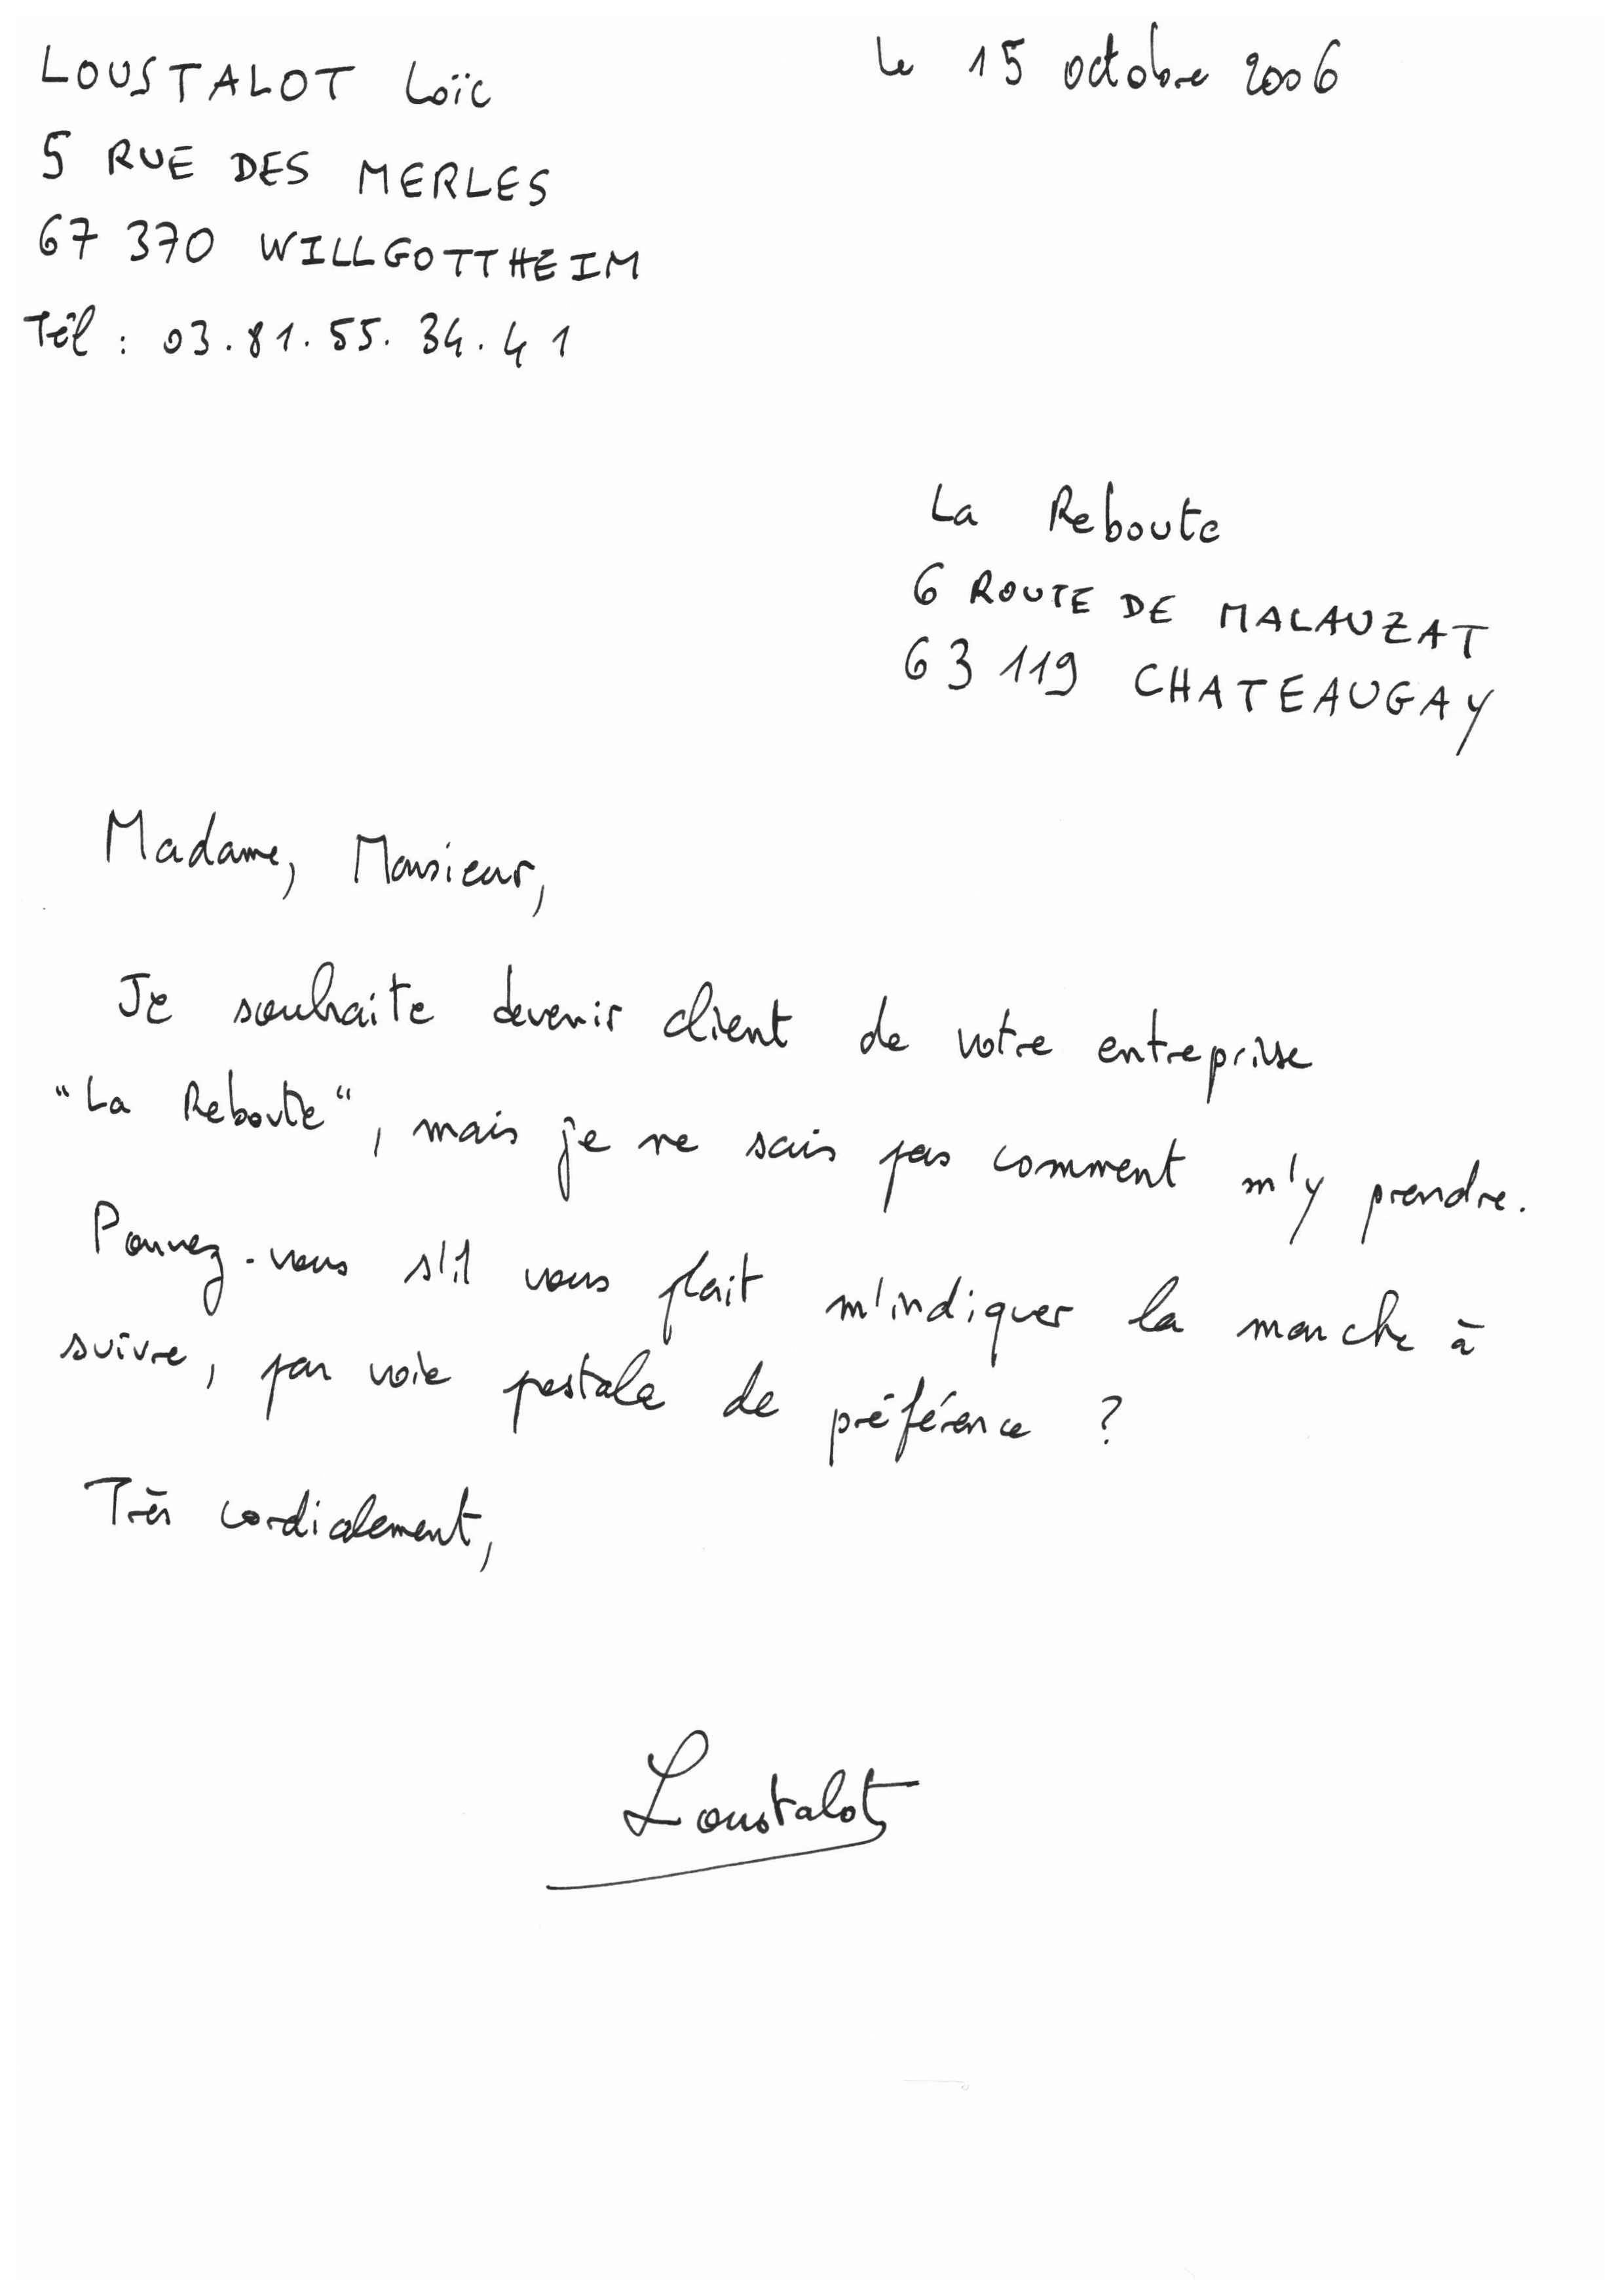 LOUSTALOT Loïc
le 15 octobre 2006
5 RUE DES MERLES
67 370 WILLGOTTHEIM
Tél : 03.81.55.34.41
La Reboute
6 ROUTE DE MALAUZAT
63 119 CHATEAUGAY
Madame, Monsieur,
Je souhaite devenir client de votre entreprise
"La Reboute", mais je ne sais pas comment m'y prendre.
Pouvez-vous s'il vous plait m'indiquer la marche à
suivre, par voie postale de préférence ?
Très cordialement,
Loustalot